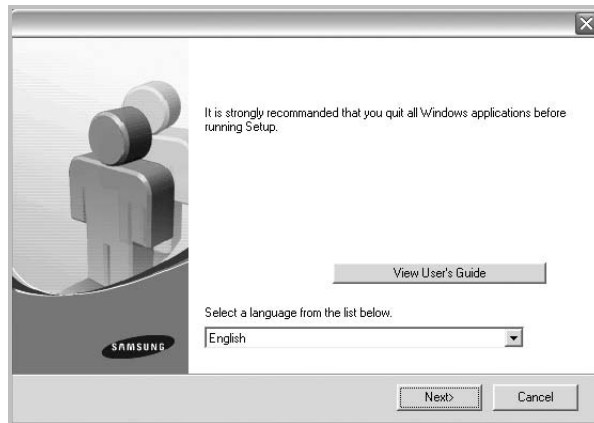 It is strongly recommanded that you quit all Windows applications before
running Setup.
View User's Guide
Select a language from the list below.
English
SAMSUNG
Next>
Cancel